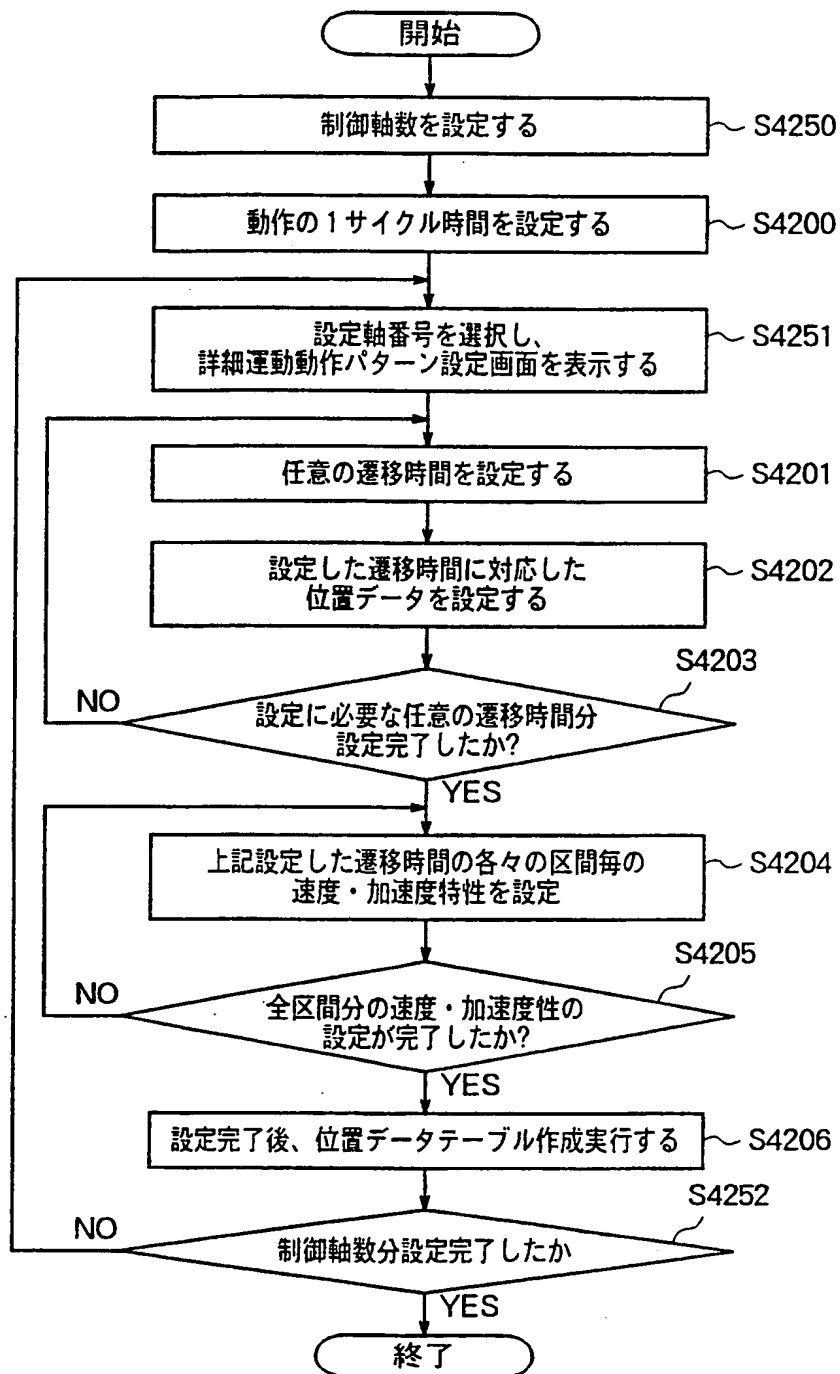 開始
制御軸数を設定する
S4250
動作の1サイクル時間を設定する
S4200
設定軸番号を選択し、
詳細運動動作パターン設定画面を表示する
S4251
任意の遷移時間を設定する
S4201
設定した遷移時間に対応した
位置データを設定する
S4202
S4203
NO
設定に必要な任意の遷移時間分
設定完了したか?
YES
上記設定した遷移時間の各々の区間毎の
速度・加速度特性を設定
S4204
S4205
NO
全区間分の速度・加速度性の
設定が完了したか?
YES
設定完了後、位置データテーブル作成実行する
S4206
S4252
NO
制御軸数分設定完了したか
YES
終了